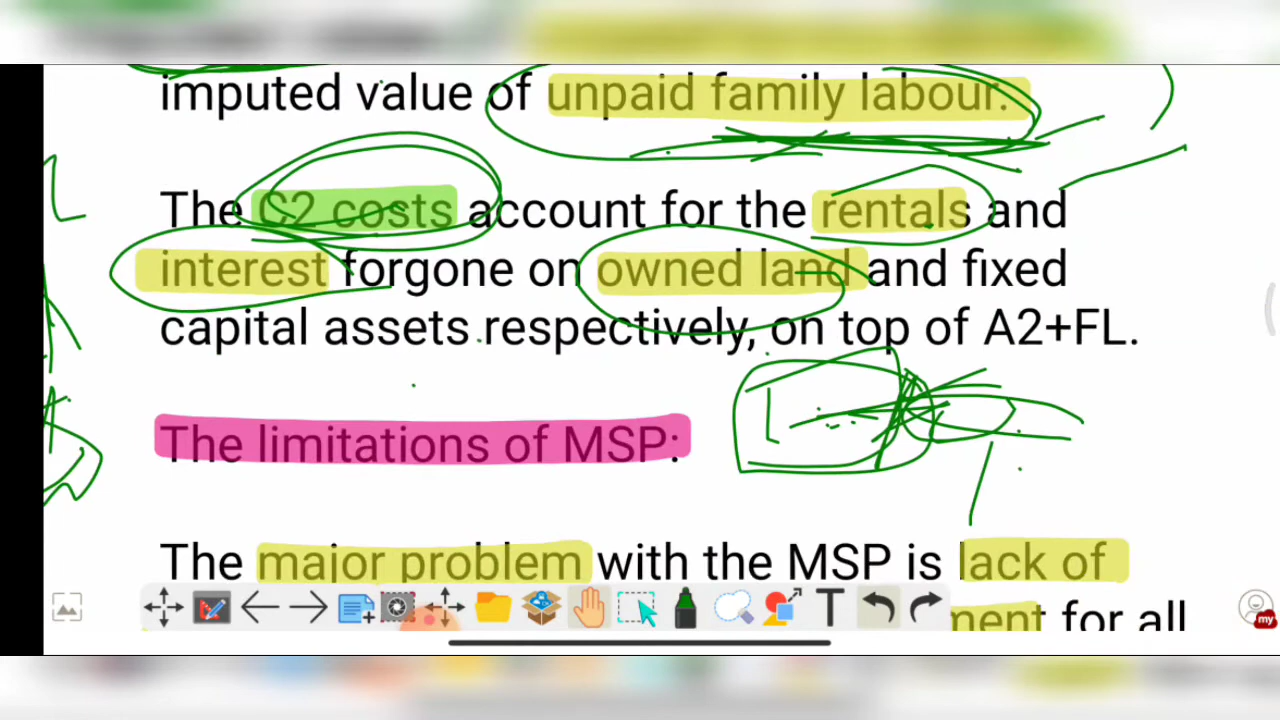 imputed value of unpaid family labour.
The C2 costs account for the rentals and
interest forgone on owned land and fixed
capital assets respectively, on top of A2+FL.
The limitations of MSP:
The major problem with the MSP is lack of
for all
T
my